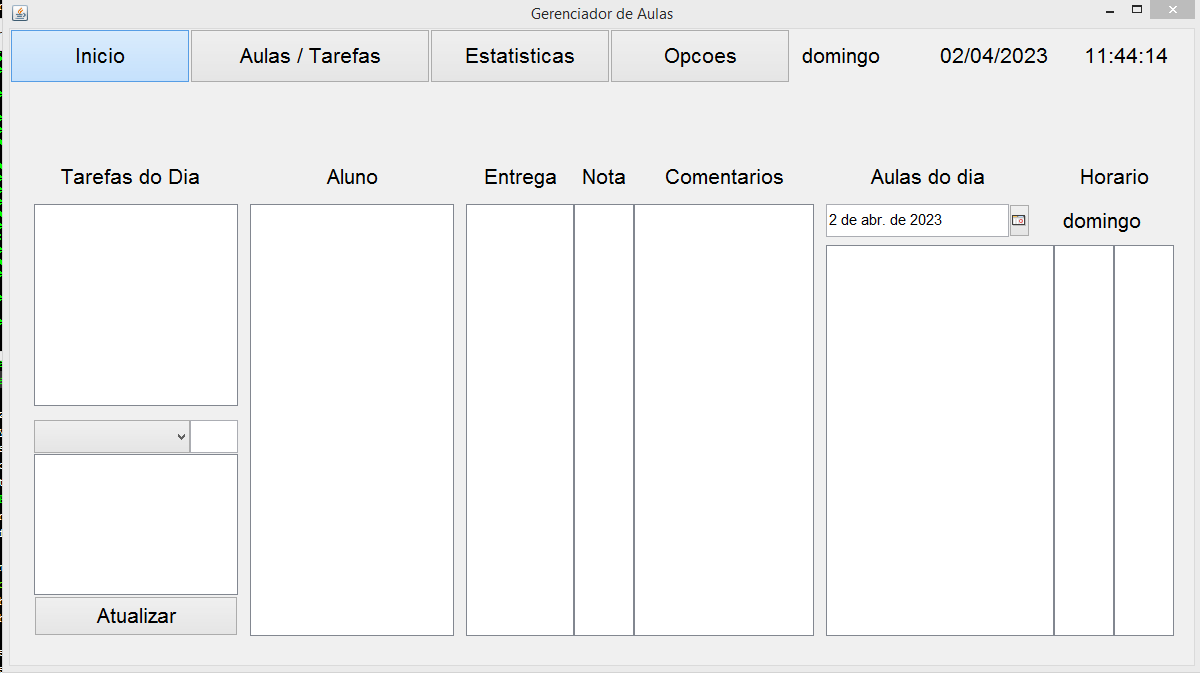 Gerenciador de Aulas
Inicio Aulas / Tarefas Estatisticas Opcoes domingo 02/04/2023 11:44:14
Tarefas do Dia Aluno Entrega Nota Comentarios Aulas do dia Horario
2 de abr. de 2023 domingo
Atualizar